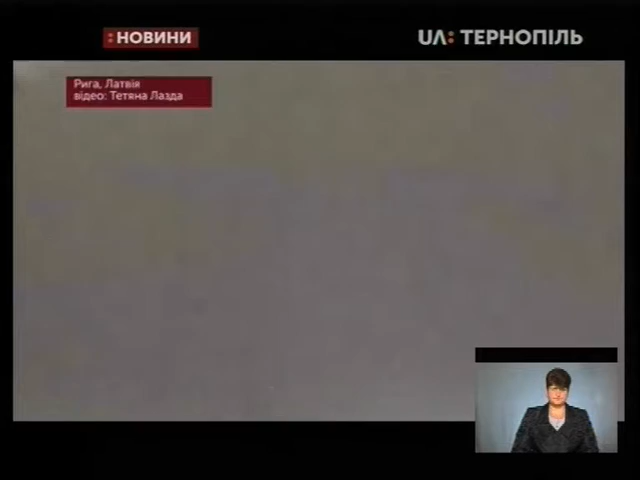 :НОВИНИ
UA: ТЕРНОПІЛЬ
Рига, Латвія
відео: Тетяна Лазда